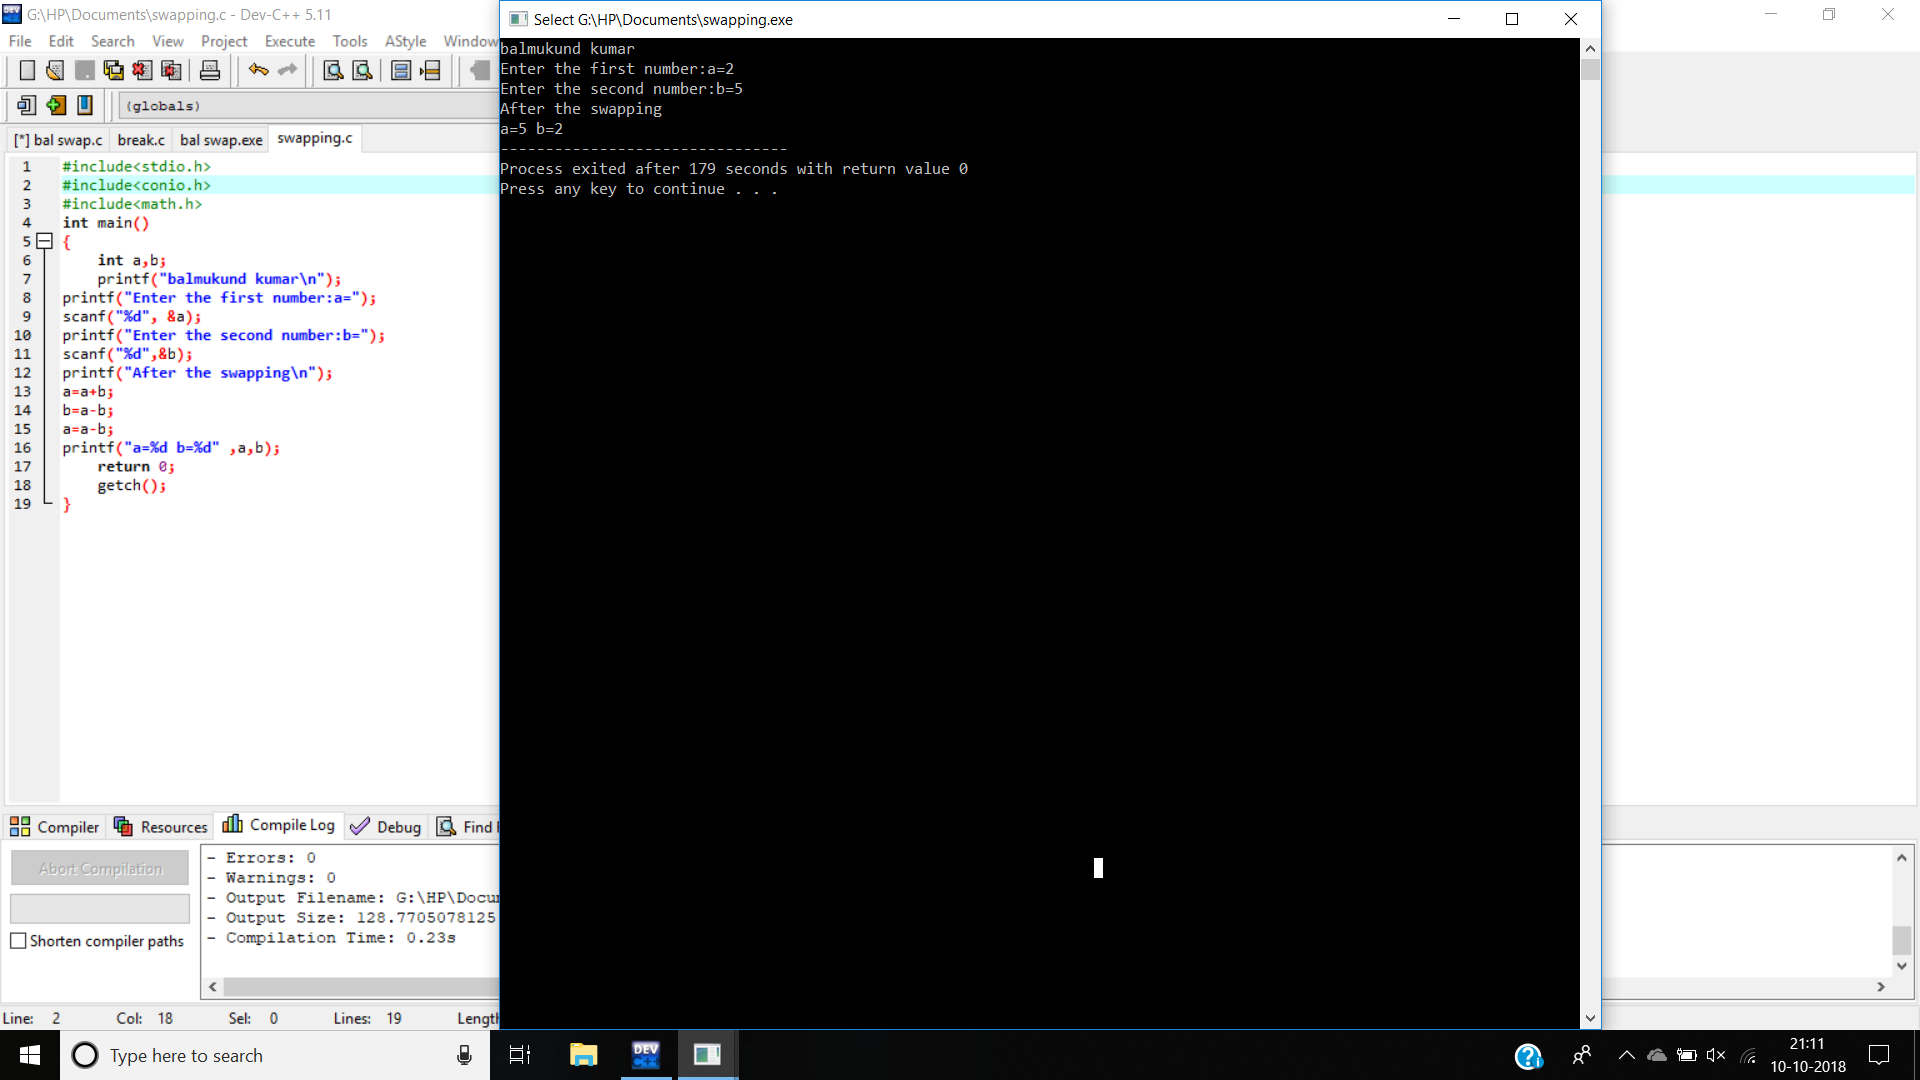 G:\HP\Documents\swapping.c - Dev-C++ 5.11
File Edit Search View Project Execute Tools AStyle Window
(globals)
[*] bal swap.c break.c bal swap.exe swapping.c
1 #include<stdio.h>
2 #include<conio.h>
3 #include<math.h>
4 int main()
5 {
6 int a,b;
7 printf("balmukund kumar\n");
8 printf("Enter the first number:a=");
9 scanf("%d", &a);
10 printf("Enter the second number:b=");
11 scanf("%d",&b);
12 printf("After the swapping\n");
13 a=a+b;
14 b=a-b;
15 a=a-b;
16 printf("a=%d b=%d" ,a,b);
17 return 0;
18 getch();
19 }
Select G:\HP\Documents\swapping.exe
balmukund kumar
Enter the first number:a=2
Enter the second number:b=5
After the swapping
a=5 b=2
--------------------------------
Process exited after 179 seconds with return value 0
Press any key to continue . . .
Compiler Resources Compile Log Debug Find
Abort Compilation
Shorten compiler paths
- Errors: 0
- Warnings: 0
- Output Filename: G:\HP\Docu
- Output Size: 128.7705078125
- Compilation Time: 0.23s
Line: 2 Col: 18 Sel: 0 Lines: 19 Length
Type here to search
DEV C++
21:11
10-10-2018